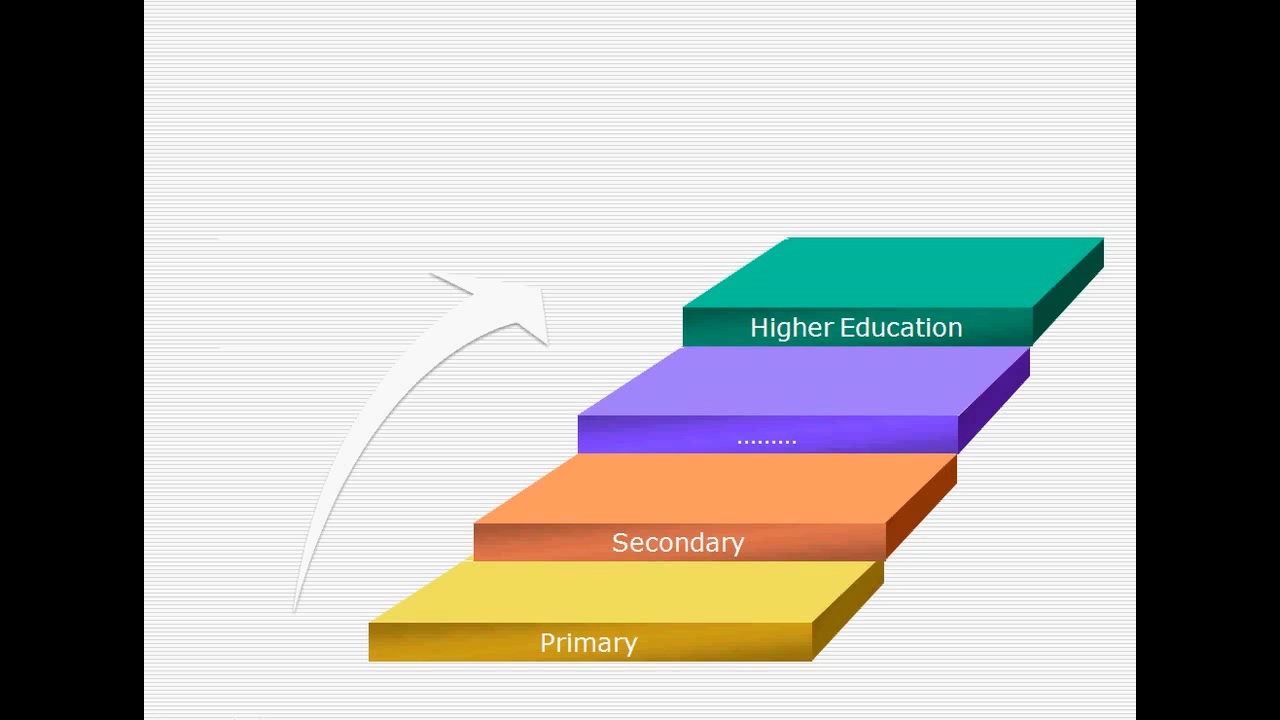 Higher Education
.........
Secondary
Primary